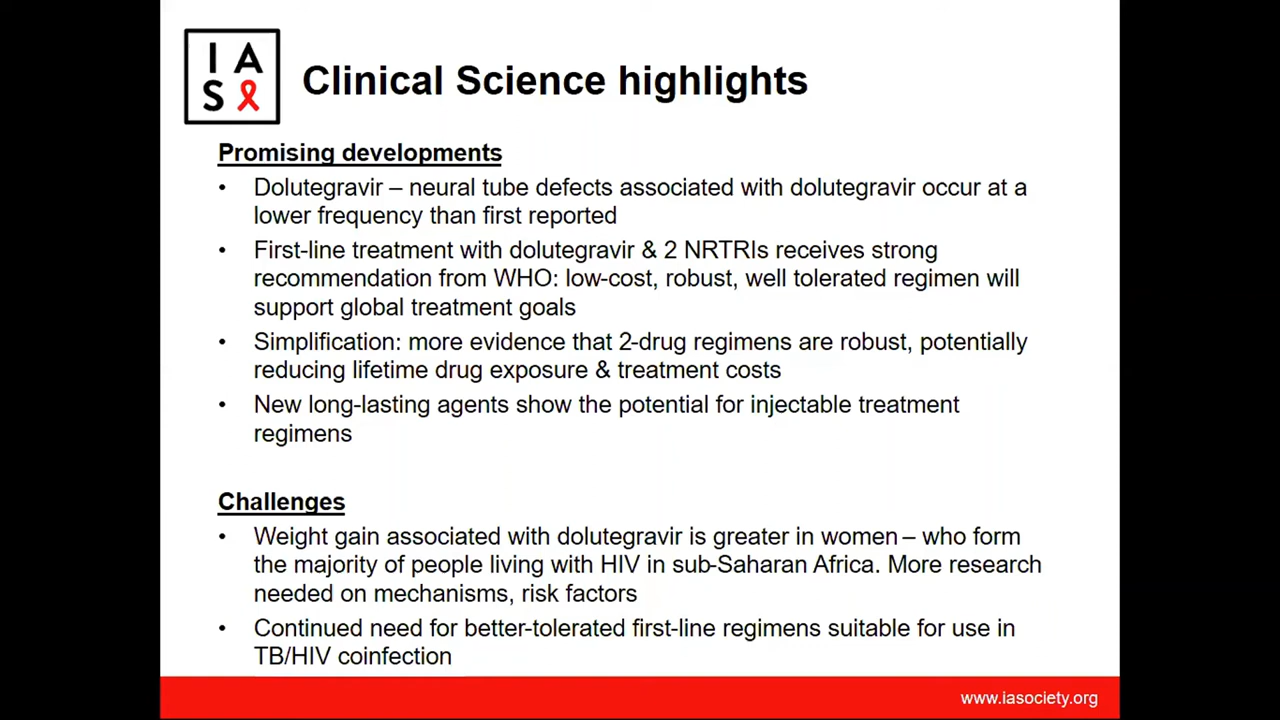 I A
S
Clinical Science highlights
Promising developments
• Dolutegravir – neural tube defects associated with dolutegravir occur at a
lower frequency than first reported
• First-line treatment with dolutegravir & 2 NRTRIs receives strong
recommendation from WHO: low-cost, robust, well tolerated regimen will
support global treatment goals
• Simplification: more evidence that 2-drug regimens are robust, potentially
reducing lifetime drug exposure & treatment costs
• New long-lasting agents show the potential for injectable treatment
regimens
Challenges
• Weight gain associated with dolutegravir is greater in women – who form
the majority of people living with HIV in sub-Saharan Africa. More research
needed on mechanisms, risk factors
• Continued need for better-tolerated first-line regimens suitable for use in
TB/HIV coinfection
www.iasociety.org